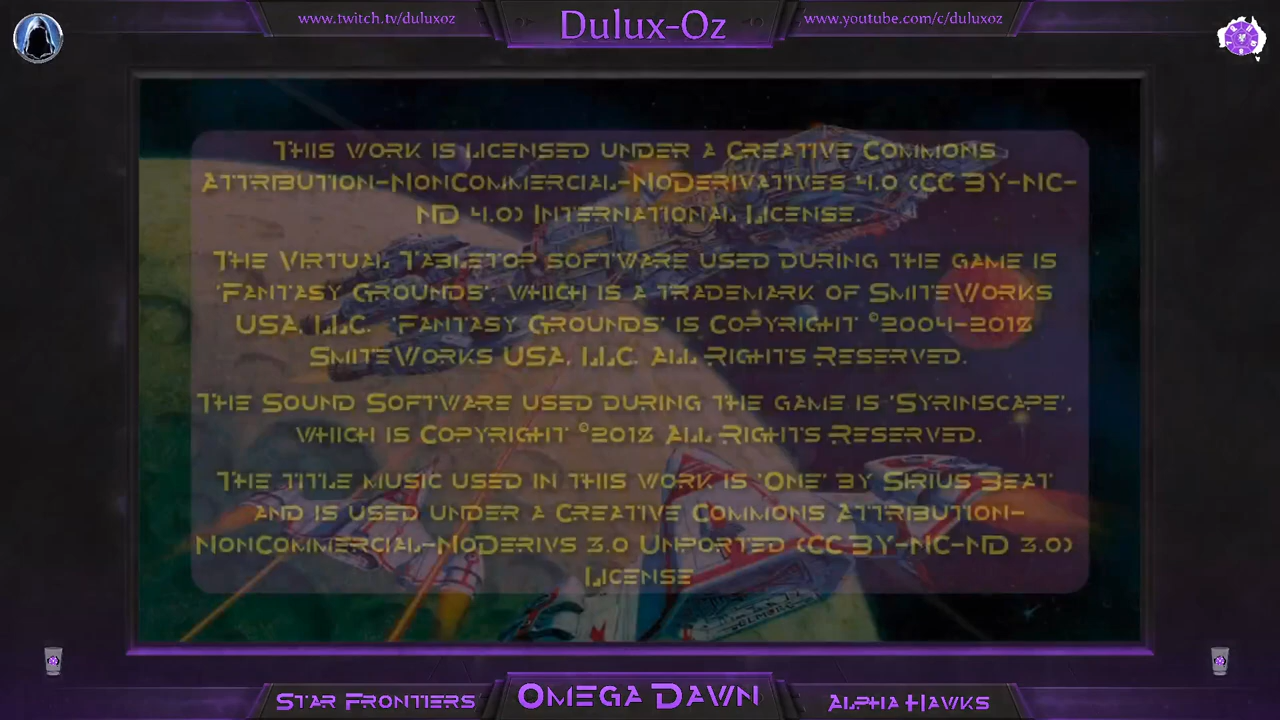 www.twitch.tv/duluxoz
Dulux-Oz
www.youtube.com/c/duluxoz
This work is licensed under a Creative Commons
Attribution-NonCommercial-NoDerivatives 4.0 (CC BY-NC-
ND 4.0) International License.
The Virtual Tabletop software used during the game is
'Fantasy Grounds', which is a trademark of SmiteWorks
USA, LLC. 'Fantasy Grounds' is Copyright ©2004-2018
SmiteWorks USA, LLC. All Rights Reserved.
The Sound Software used during the game is 'Syrinscape',
which is Copyright ©2018 All Rights Reserved.
The title music used in this work is 'One' by Sirius Beat
and is used under a Creative Commons Attribution-
NonCommercial-NoDerivs 3.0 Unported (CC BY-NC-ND 3.0)
License
Star Frontiers
Omega Dawn
Alpha Hawks